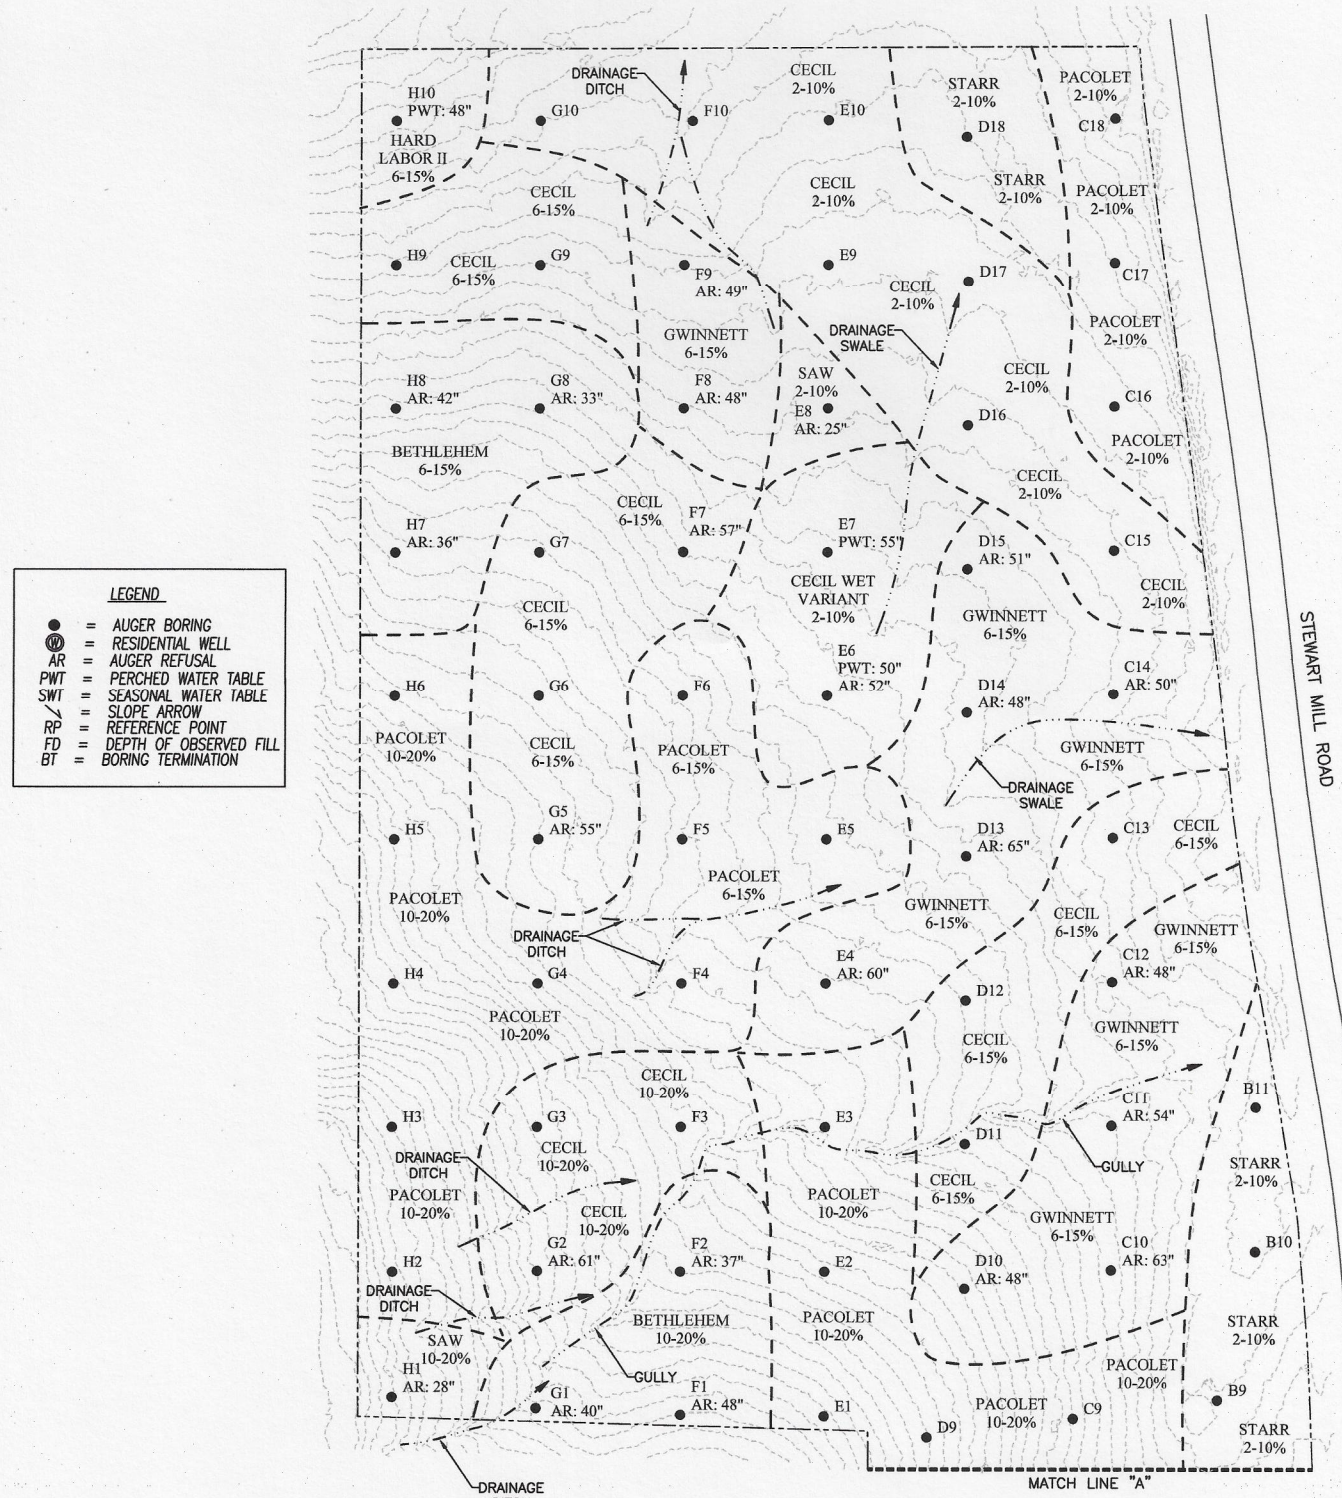 H10
PWT: 48"
HARD
LABOR II
6-15%
G10
DRAINAGE
DITCH
F10
CECIL
2-10%
E10
STARR
2-10%
D18
PACOLET
2-10%
C18
CECIL
6-15%
CECIL
2-10%
STARR
2-10%
PACOLET
2-10%
H9
CECIL
6-15%
G9
F9
AR: 49"
E9
CECIL
2-10%
D17
C17
GWINNETT
6-15%
DRAINAGE
SWALE
PACOLET
2-10%
H8
AR: 42"
G8
AR: 33"
F8
AR: 48"
SAW
2-10%
E8
AR: 25"
CECIL
2-10%
D16
C16
BETHLEHEM
6-15%
PACOLET
2-10%
CECIL
6-15%
CECIL
2-10%
H7
AR: 36"
G7
F7
AR: 57"
E7
PWT: 55"
D15
AR: 51"
C15
CECIL WET
VARIANT
2-10%
CECIL
2-10%
CECIL
6-15%
GWINNETT
6-15%
LEGEND
= AUGER BORING
W = RESIDENTIAL WELL
AR = AUGER REFUSAL
PWT = PERCHED WATER TABLE
SWT = SEASONAL WATER TABLE
= SLOPE ARROW
RP = REFERENCE POINT
FD = DEPTH OF OBSERVED FILL
BT = BORING TERMINATION
STEWART MILL ROAD
H6
G6
F6
E6
PWT: 50"
AR: 52"
D14
AR: 48"
C14
AR: 50"
PACOLET
10-20%
CECIL
6-15%
PACOLET
6-15%
GWINNETT
6-15%
DRAINAGE
SWALE
H5
G5
AR: 55"
F5
E5
D13
AR: 65"
C13
CECIL
6-15%
PACOLET
10-20%
PACOLET
6-15%
GWINNETT
6-15%
CECIL
6-15%
GWINNETT
6-15%
DRAINAGE
DITCH
H4
G4
F4
E4
AR: 60"
D12
C12
AR: 48"
PACOLET
10-20%
CECIL
6-15%
GWINNETT
6-15%
CECIL
10-20%
H3
G3
F3
E3
D11
C11
AR: 54"
B11
CECIL
10-20%
DRAINAGE
DITCH
GULLY
STARR
2-10%
PACOLET
10-20%
CECIL
10-20%
PACOLET
10-20%
CECIL
6-15%
GWINNETT
6-15%
H2
G2
AR: 61"
F2
AR: 37"
E2
D10
AR: 48"
C10
AR: 63"
B10
DRAINAGE
DITCH
SAW
10-20%
BETHLEHEM
10-20%
PACOLET
10-20%
STARR
2-10%
H1
AR: 28"
GULLY
PACOLET
10-20%
G1
AR: 40"
F1
AR: 48"
E1
D9
PACOLET
10-20%
C9
B9
STARR
2-10%
DRAINAGE
MATCH LINE "A"